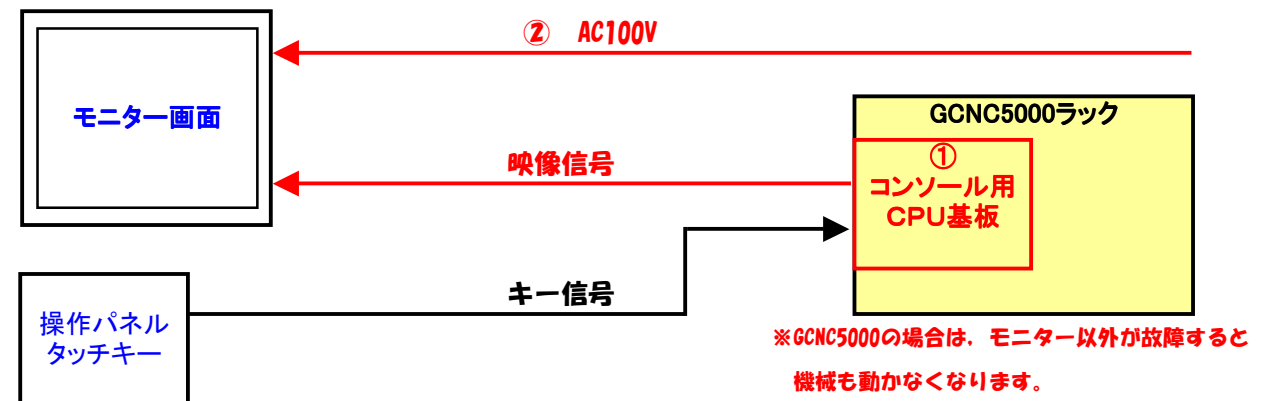 ② AC100V
モニター画面
GCNC5000ラック
映像信号
①
コンソール用
CPU基板
キー信号
操作パネル
タッチキー
※GCNC5000の場合は，モニター以外が故障すると
機械も動かなくなります。